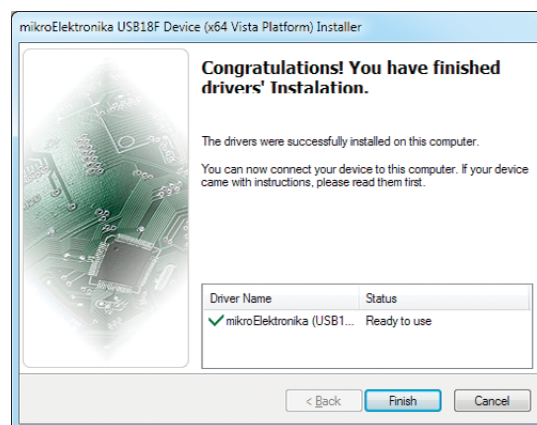 mikroElektronika USB18F Device (x64 Vista Platform) Installer
Congratulations! You have finished
drivers' Instalation.
The drivers were successfully installed on this computer.
You can now connect your device to this computer. If your device
came with instructions, please read them first.
Driver Name Status
mikroElektronika (USB1... Ready to use
< Back Finish Cancel